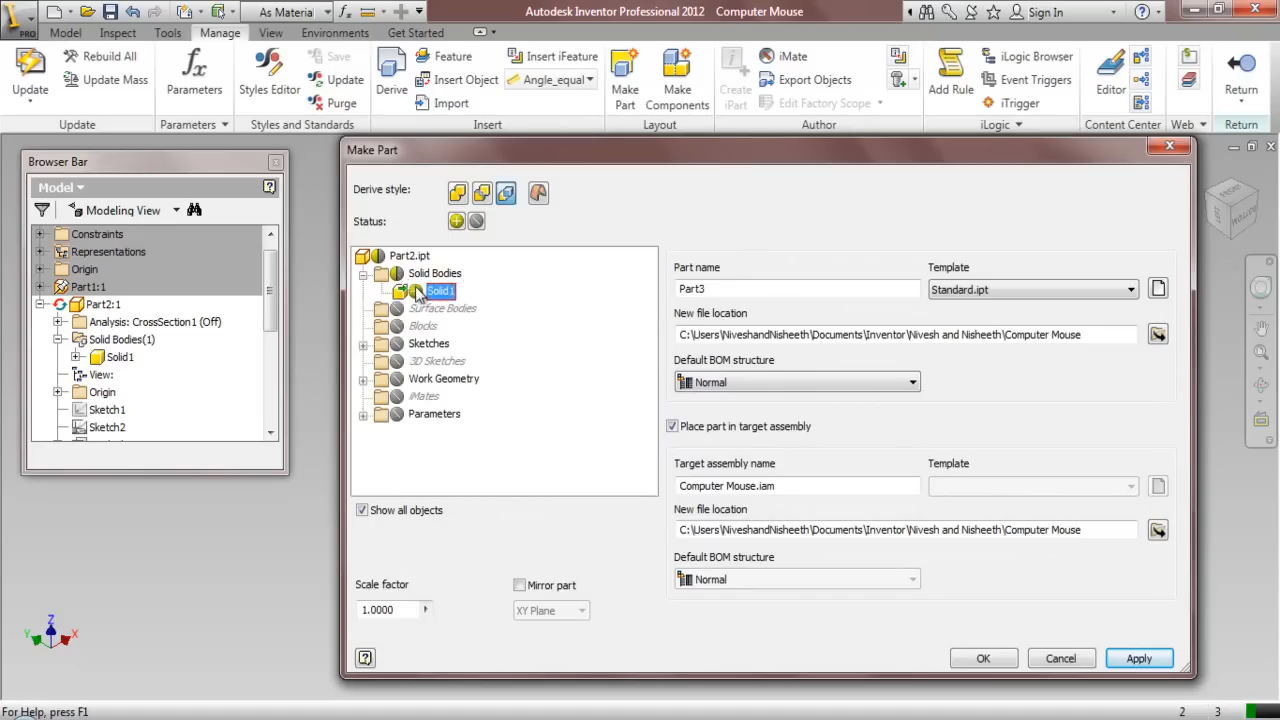 As Material
Autodesk Inventor Professional 2012 Computer Mouse
Sign In
PRO
Model Inspect Tools Manage View Environments Get Started
Update
Rebuild All
Update Mass
Update
Parameters
Parameters
Styles Editor
Save
Update
Purge
Styles and Standards
Derive
Feature
Insert Object
Import
Insert iFeature
Angle_equal
Insert
Make Part
Make Components
Layout
Create iPart
iMate
Export Objects
Edit Factory Scope
Author
Add Rule
iLogic Browser
Event Triggers
iTrigger
iLogic
Editor
Content Center
Web
Return
Return
Browser Bar
Model
Modeling View
Constraints
Representations
Origin
Part1:1
Part2:1
Analysis: CrossSection1 (Off)
Solid Bodies(1)
Solid1
View:
Origin
Sketch1
Sketch2
Make Part
Derive style:
Status:
Part2.ipt
Solid Bodies
Solid1
Surface Bodies
Blocks
Sketches
3D Sketches
Work Geometry
iMates
Parameters
Show all objects
Scale factor
1.0000
Mirror part
XY Plane
Part name
Template
Part3
Standard.ipt
New file location
C:\Users\NiveshandNisheeth\Documents\Inventor\Nivesh and Nisheeth\Computer Mouse
Default BOM structure
Normal
Place part in target assembly
Target assembly name
Template
Computer Mouse.iam
New file location
C:\Users\NiveshandNisheeth\Documents\Inventor\Nivesh and Nisheeth\Computer Mouse
Default BOM structure
Normal
OK Cancel Apply
Z
Y
X
For Help, press F1
2 3